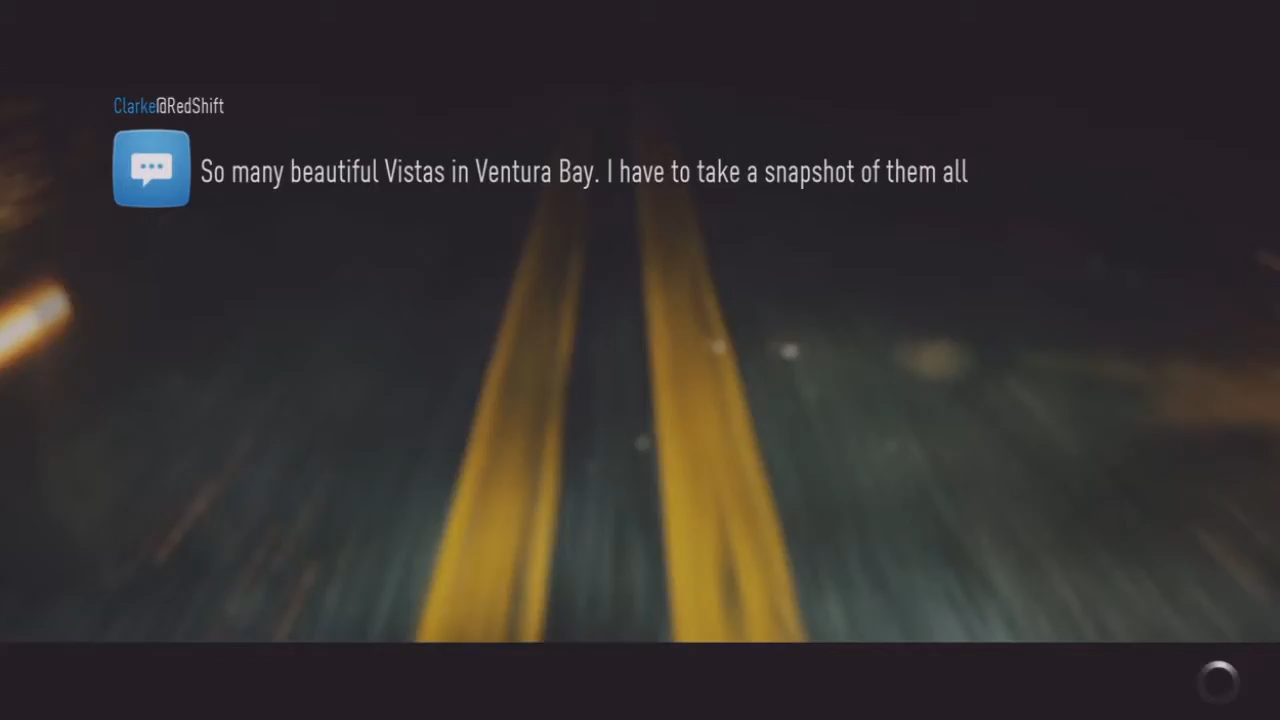 Clarke@RedShift
So many beautiful Vistas in Ventura Bay. I have to take a snapshot of them all